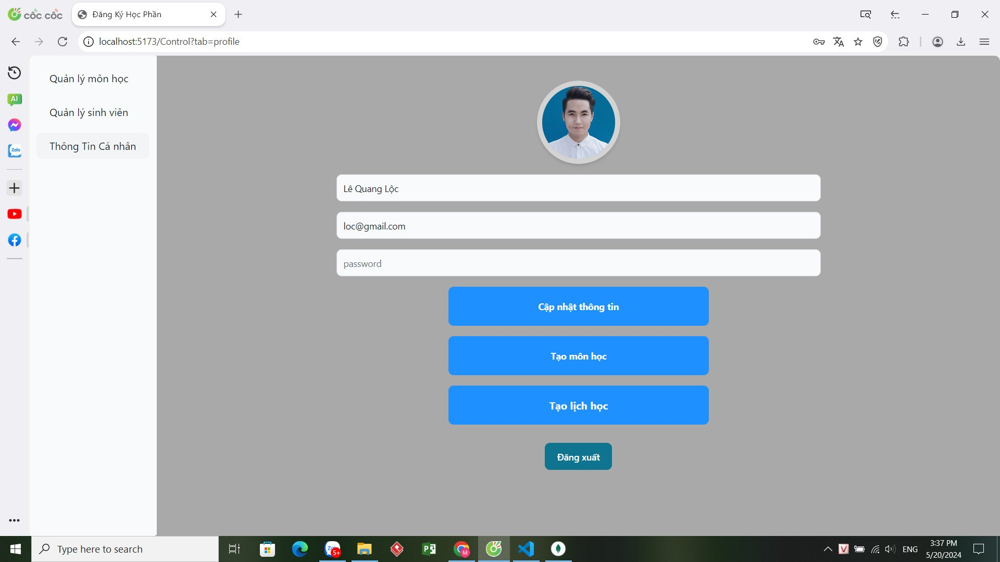 cốc cốc
Đăng Ký Học Phần
localhost:5173/Control?tab=profile
AI
Zalo
Quản lý môn học
Quản lý sinh viên
Thông Tin Cá nhân
Lê Quang Lộc
loc@gmail.com
password
Cập nhật thông tin
Tạo môn học
Tạo lịch học
Đăng xuất
Type here to search
5+
M
V
ENG
3:37 PM
5/20/2024